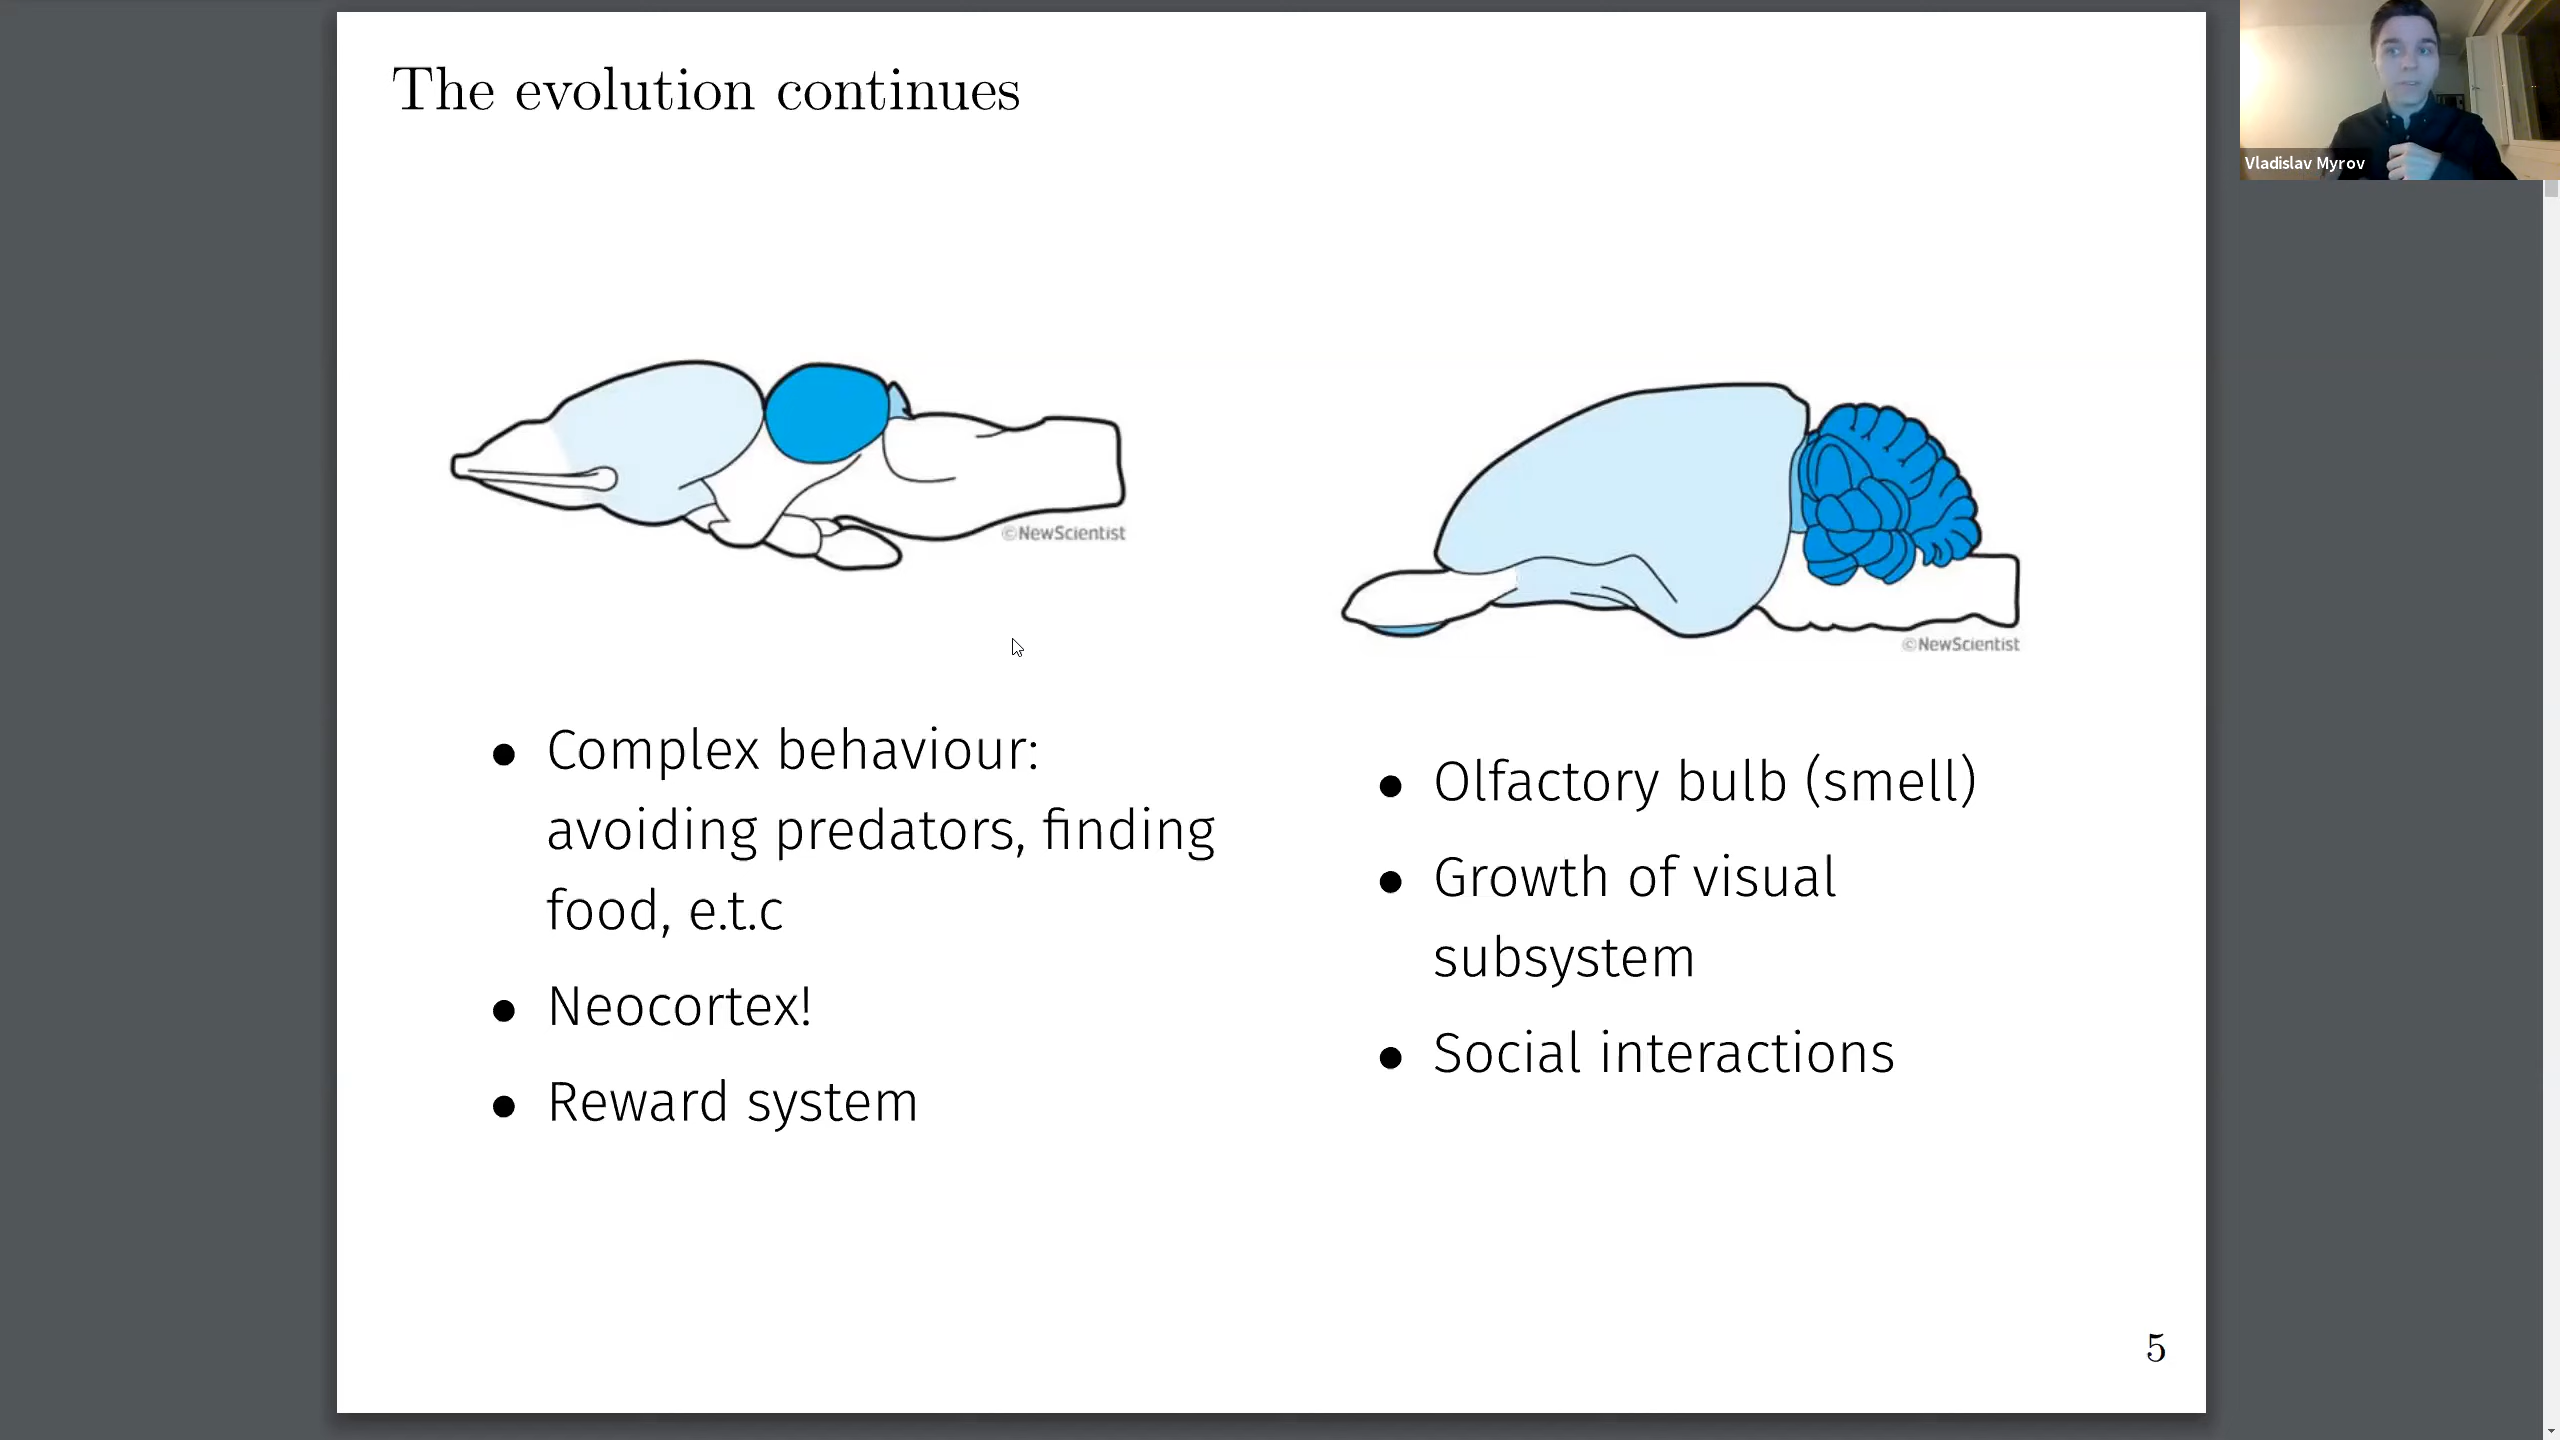 The evolution continues
Vladislav Myrov
©NewScientist
©NewScientist
● Complex behaviour:
avoiding predators, finding
food, e.t.c
● Neocortex!
● Reward system
● Olfactory bulb (smell)
● Growth of visual
subsystem
● Social interactions
5